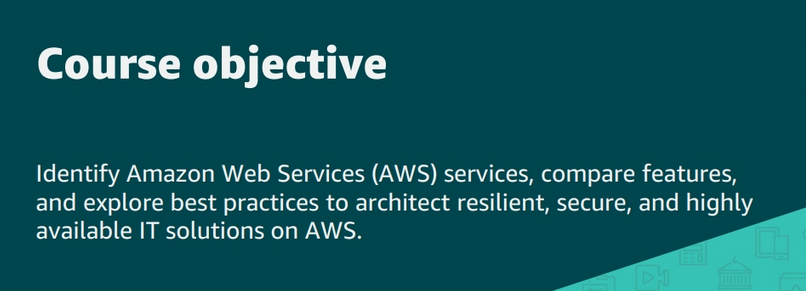 Course objective
Identify Amazon Web Services (AWS) services, compare features,
and explore best practices to architect resilient, secure, and highly
available IT solutions on AWS.